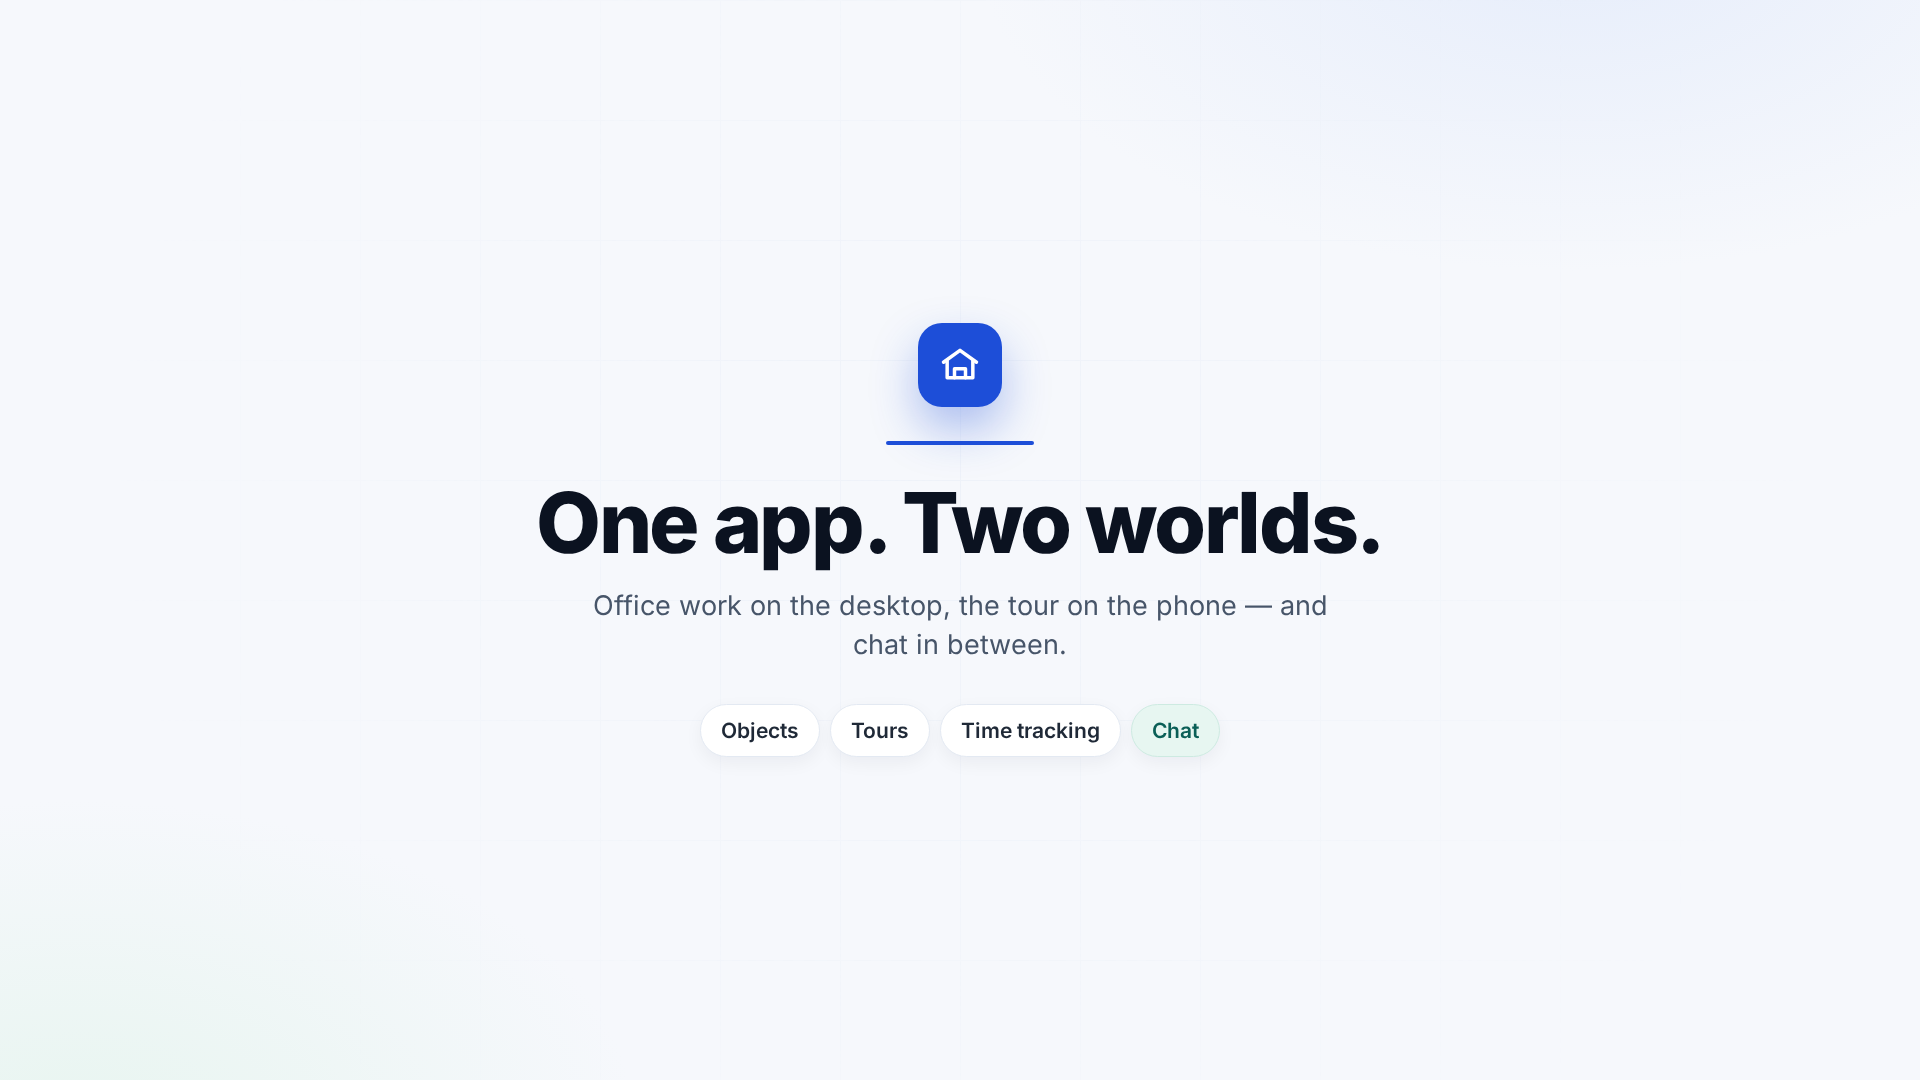 One app. Two worlds.
Office work on the desktop, the tour on the phone — and
chat in between.
Objects
Tours
Time tracking
Chat